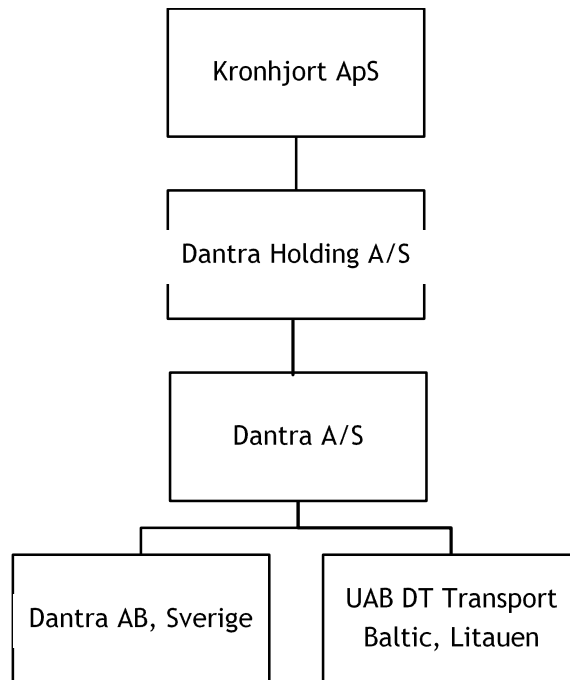 Kronhjort ApS
Dantra Holding A/S
Dantra A/S
Dantra AB, Sverige
UAB DT Transport
Baltic, Litauen